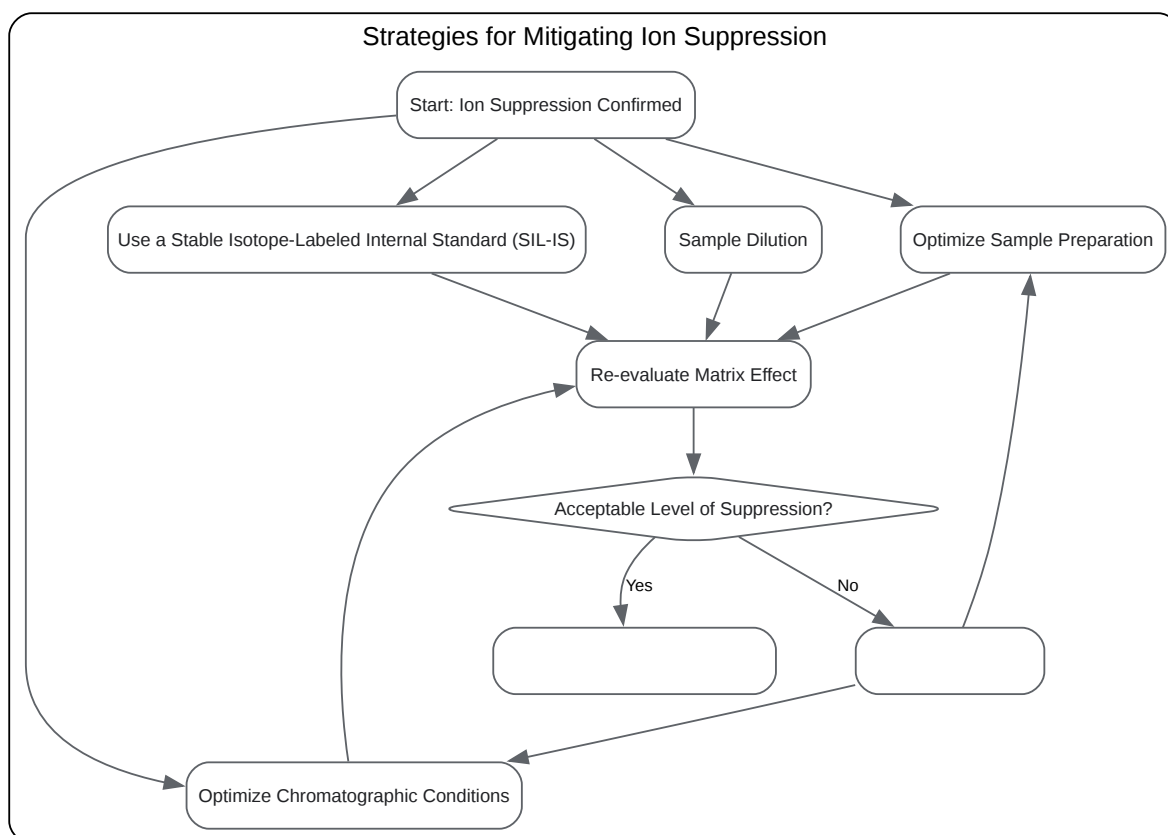 Strategies for Mitigating Ion Suppression
Start: Ion Suppression Confirmed
Use a Stable Isotope-Labeled Internal Standard (SIL-IS)
Sample Dilution
Optimize Sample Preparation
Re-evaluate Matrix Effect
Acceptable Level of Suppression?
Yes
No
Optimize Chromatographic Conditions